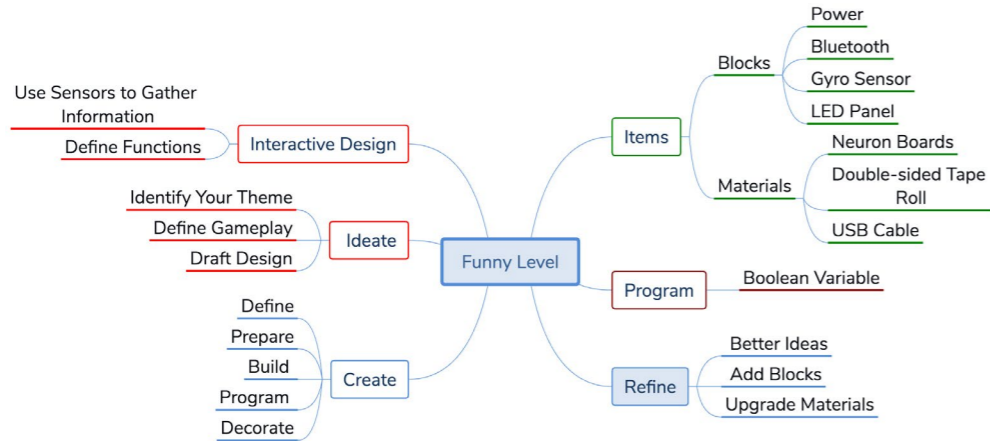 Funny Level
Interactive Design
Use Sensors to Gather
Information
Define Functions
Ideate
Identify Your Theme
Define Gameplay
Draft Design
Create
Define
Prepare
Build
Program
Decorate
Items
Blocks
Power
Bluetooth
Gyro Sensor
LED Panel
Materials
Neuron Boards
Double-sided Tape
Roll
USB Cable
Program
Boolean Variable
Refine
Better Ideas
Add Blocks
Upgrade Materials